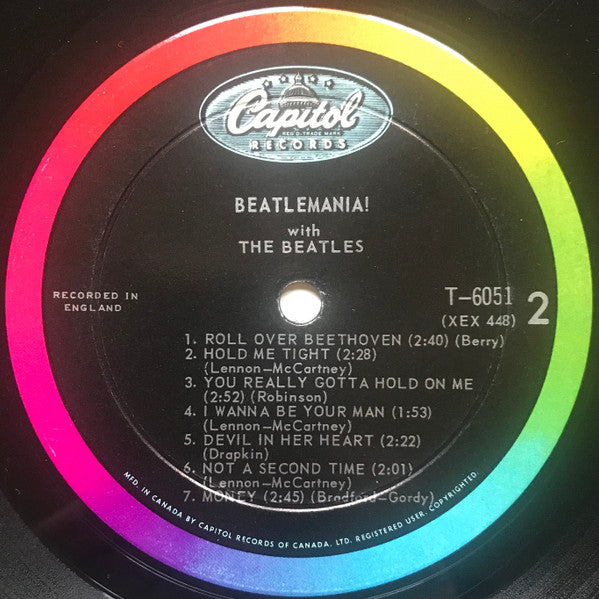 Capitol
REG'D. TRADE MARK
RECORDS
BEATLEMANIA!
with
THE BEATLES
RECORDED IN
ENGLAND
T-6051
(XEX 448)
2
1. ROLL OVER BEETHOVEN (2:40) (Berry)
2. HOLD ME TIGHT (2:28)
(Lennon-McCartney)
3. YOU REALLY GOTTA HOLD ON ME
(2:52) (Robinson)
4. I WANNA BE YOUR MAN (1:53)
(Lennon-McCartney)
5. DEVIL IN HER HEART (2:22)
(Drapkin)
6. NOT A SECOND TIME (2:01)
(Lennon-McCartney)
7. MONEY (2:45) (Bradford-Gordy)
MFD. IN CANADA BY CAPITOL RECORDS OF CANADA, LTD. REGISTERED USER. COPYRIGHTED.